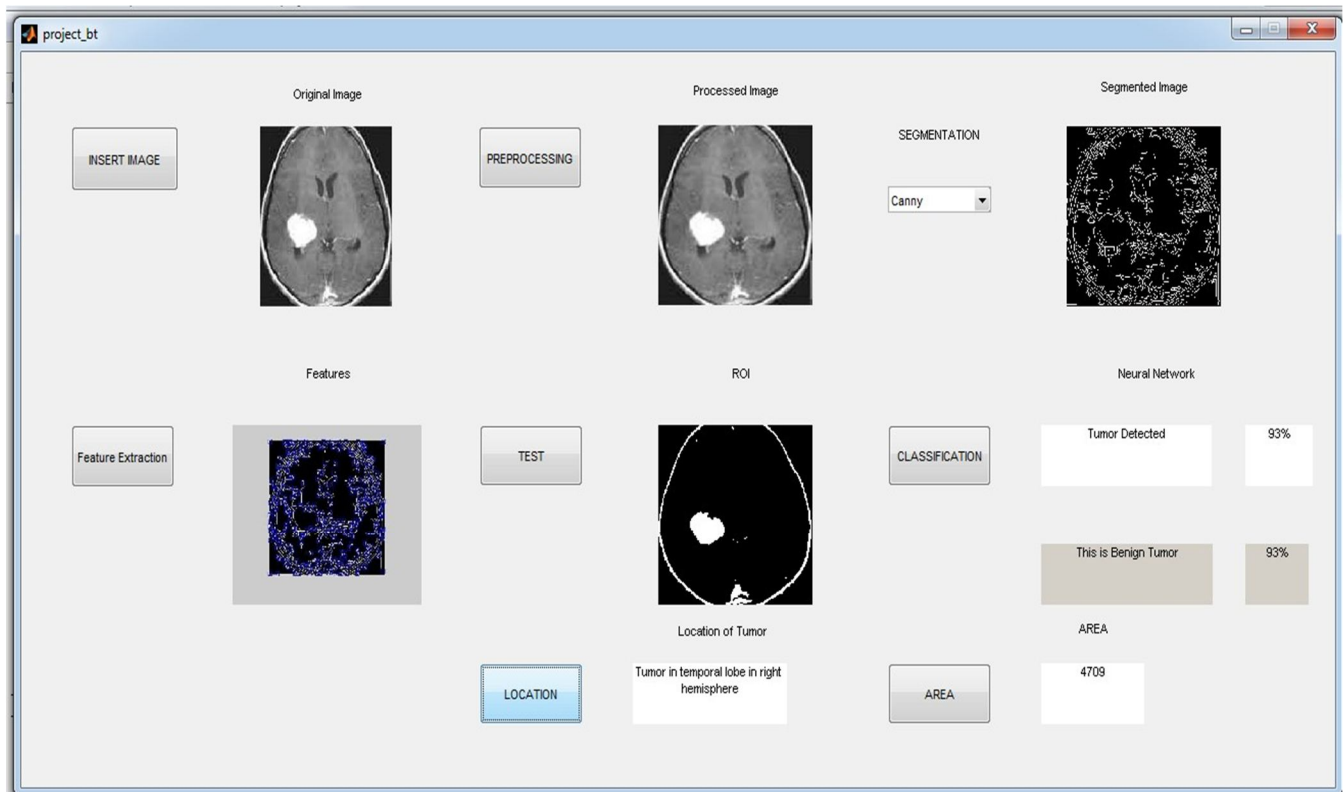 project_bt
Original Image
Processed Image
Segmented Image
INSERT IMAGE
PREPROCESSING
SEGMENTATION
Canny
Features
ROI
Neural Network
Feature Extraction
TEST
CLASSIFICATION
Tumor Detected
93%
This is Benign Tumor
93%
Location of Tumor
AREA
LOCATION
Tumor in temporal lobe in right
hemisphere
AREA
4709